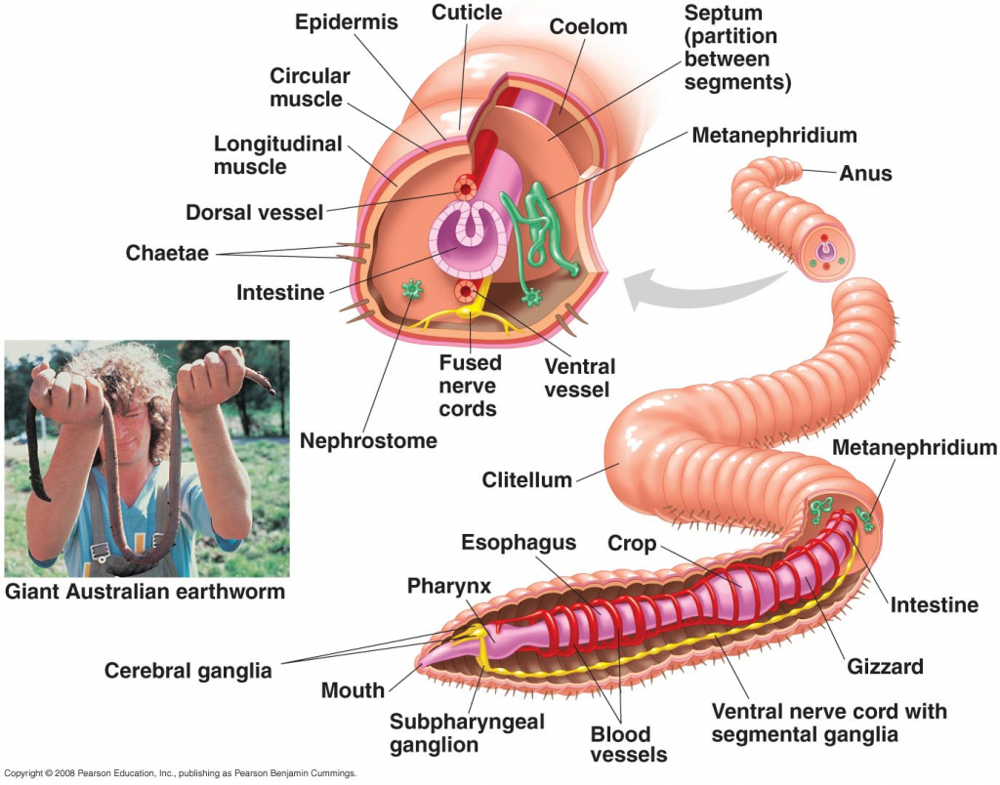 Epidermis
Cuticle
Coelom
Septum
(partition
between
segments)
Circular
muscle
Metanephridium
Longitudinal
muscle
Anus
Dorsal vessel
Chaetae
Intestine
Fused
nerve
cords
Ventral
vessel
Nephrostome
Metanephridium
Clitellum
Esophagus
Crop
Pharynx
Giant Australian earthworm
Intestine
Cerebral ganglia
Gizzard
Mouth
Subpharyngeal
ganglion
Blood
vessels
Ventral nerve cord with
segmental ganglia
Copyright © 2008 Pearson Education, Inc., publishing as Pearson Benjamin Cummings.